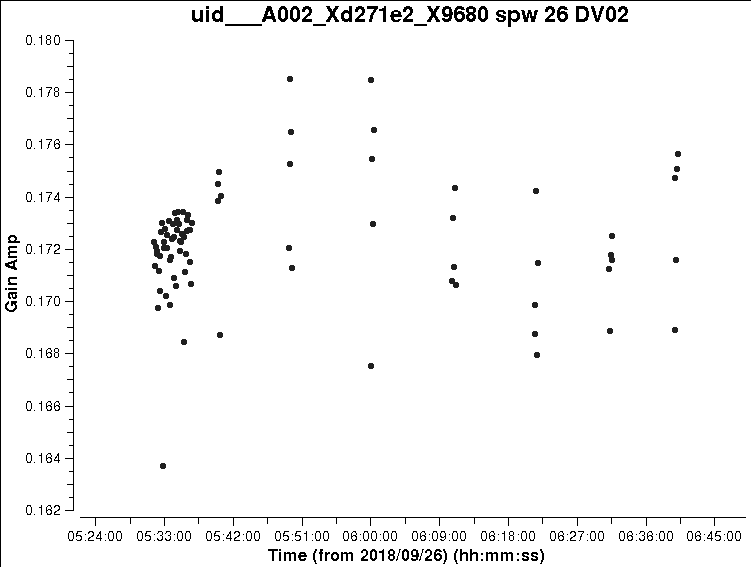 uid___A002_Xd271e2_X9680 spw 26 DV02
0.180
0.178
0.176
0.174
0.172
0.170
0.168
0.166
0.164
0.162
Gain Amp
05:24:00 05:33:00 05:42:00 05:51:00 06:00:00 06:09:00 06:18:00 06:27:00 06:36:00 06:45:00
Time (from 2018/09/26) (hh:mm:ss)